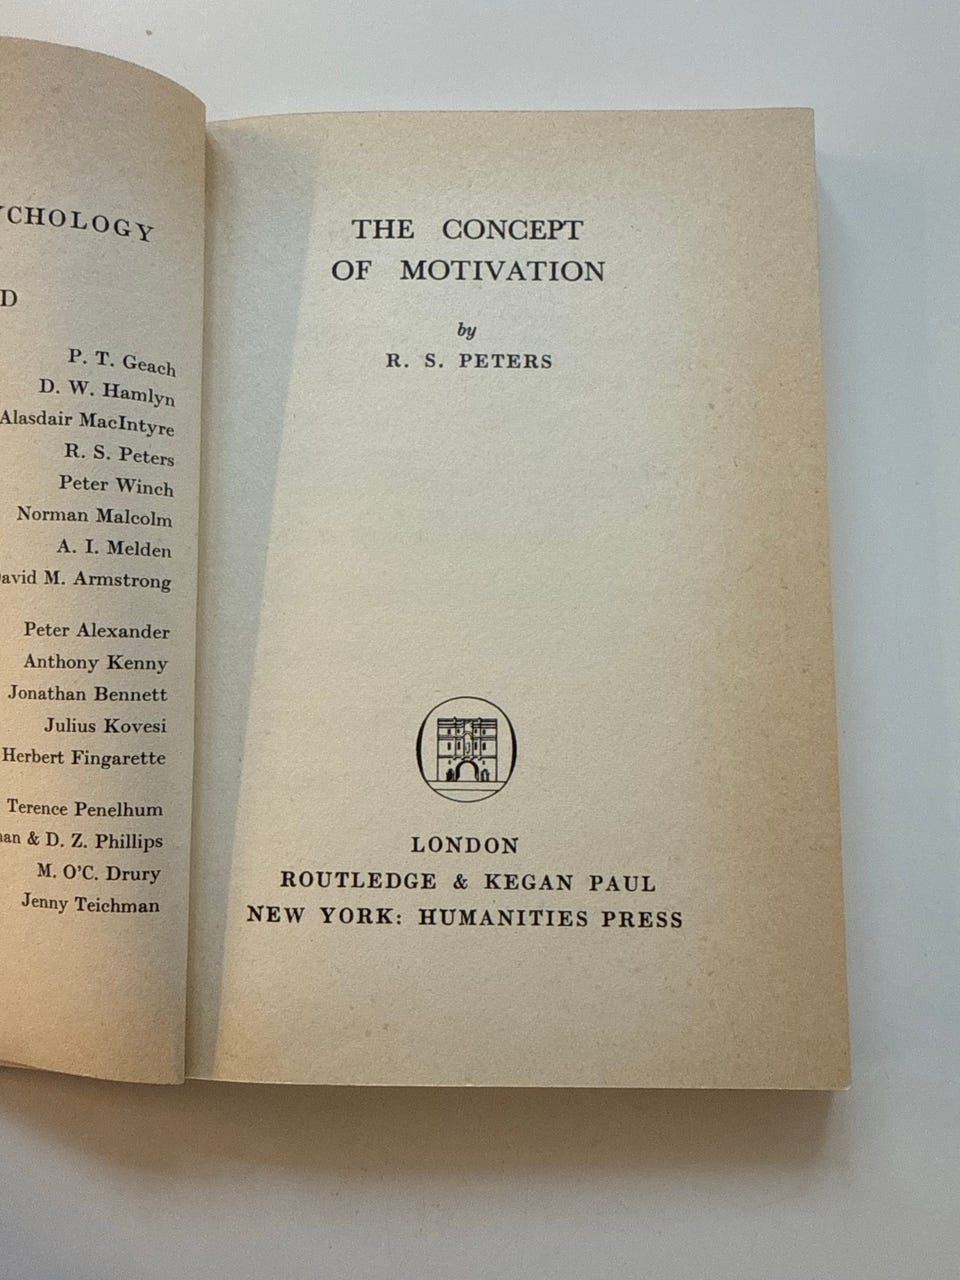 YCHOLOGY
D
P. T. Geach
D. W. Hamlyn
Alasdair MacIntyre
R. S. Peters
Peter Winch
Norman Malcolm
A. I. Melden
avid M. Armstrong
Peter Alexander
Anthony Kenny
Jonathan Bennett
Julius Kovesi
Herbert Fingarette
Terence Penelhum
an & D. Z. Phillips
M. O'C. Drury
Jenny Teichman
THE CONCEPT
OF MOTIVATION
by
R. S. PETERS
LONDON
ROUTLEDGE & KEGAN PAUL
NEW YORK: HUMANITIES PRESS